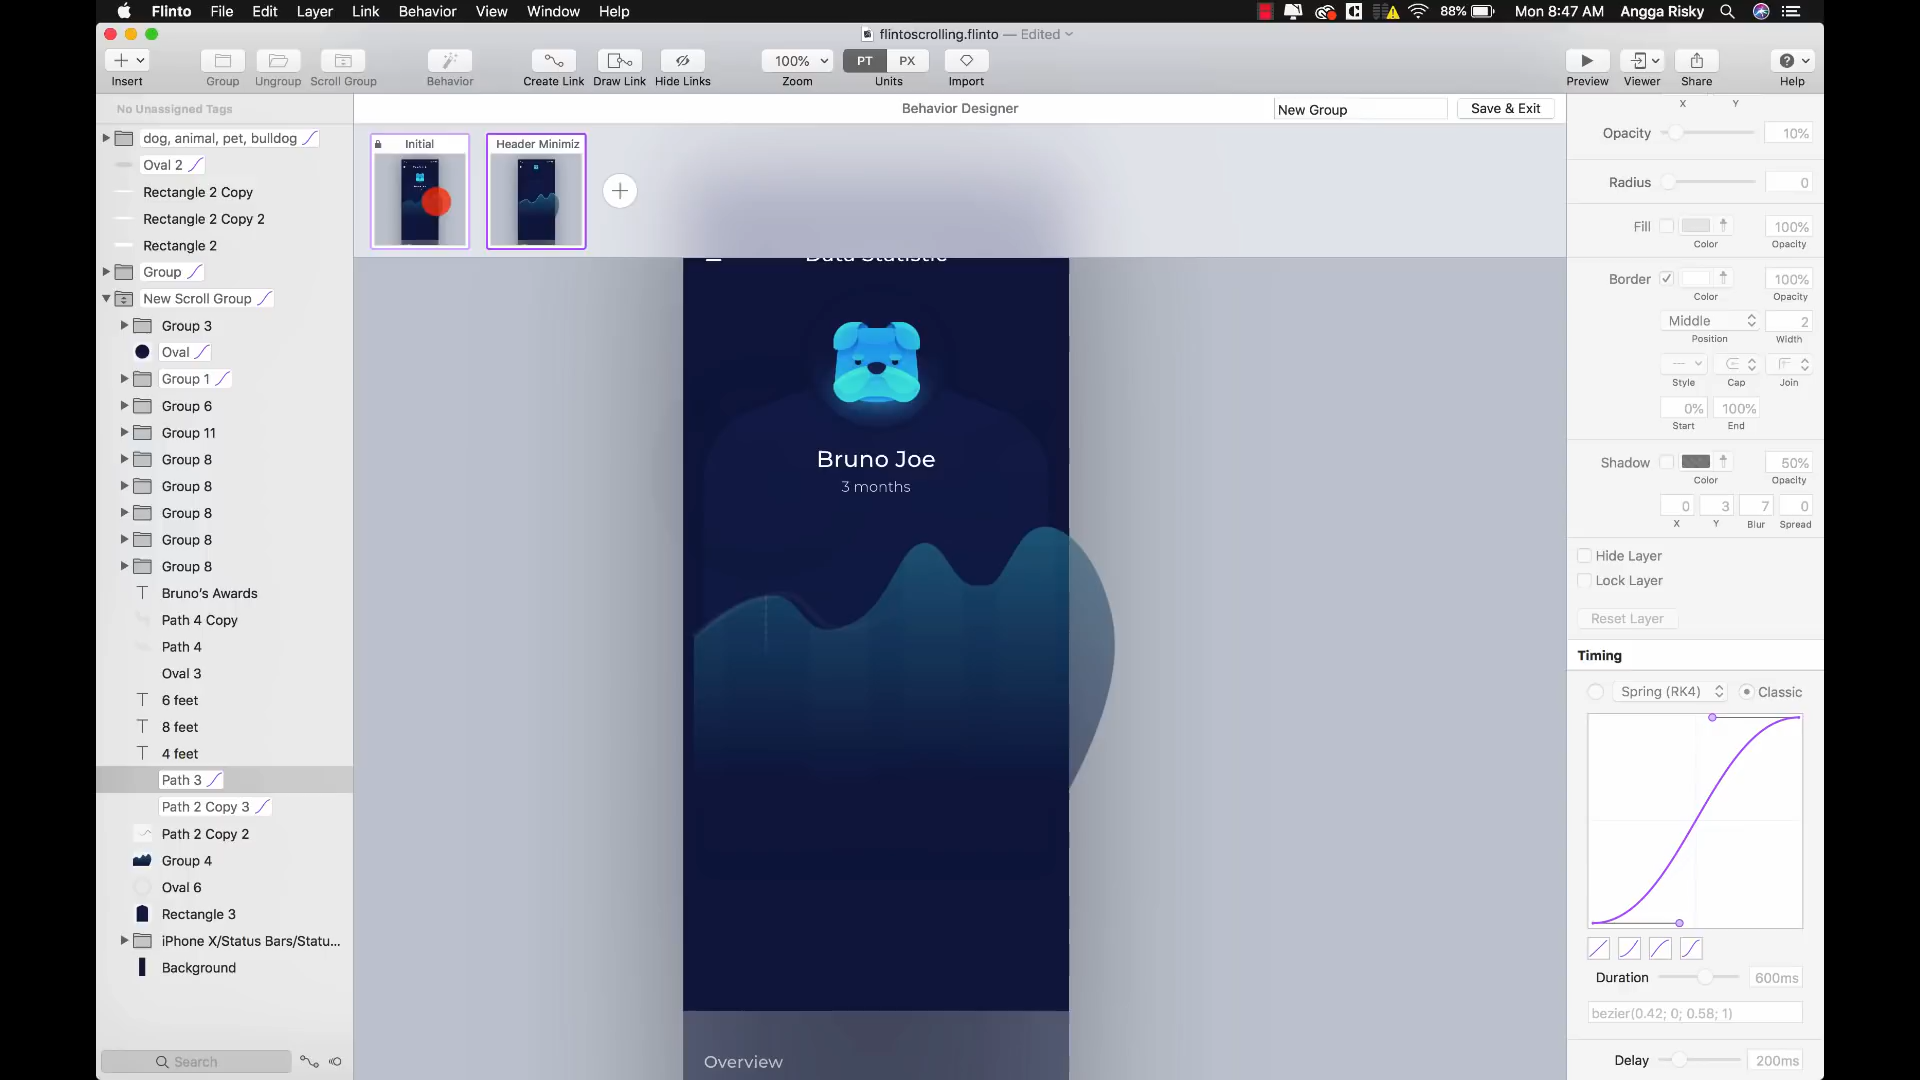 Flinto File Edit Layer Link Behavior View Window Help 88% Mon 8:47 AM Angga Risky
flintoscrolling.flinto — Edited
Insert Group Ungroup Scroll Group Behavior Create Link Draw Link Hide Links 100% Zoom PT PX Units Import Preview Viewer Share ? Help
No Unassigned Tags
Behavior Designer
New Group
Save & Exit
dog, animal, pet, bulldog
Oval 2
Rectangle 2 Copy
Rectangle 2 Copy 2
Rectangle 2
Group
New Scroll Group
Group 3
Oval
Group 1
Group 6
Group 11
Group 8
Group 8
Group 8
Group 8
Group 8
Bruno's Awards
Path 4 Copy
Path 4
Oval 3
6 feet
8 feet
4 feet
Path 3
Path 2 Copy 3
Path 2 Copy 2
Group 4
Oval 6
Rectangle 3
iPhone X/Status Bars/Statu...
Background
Search
Initial
Header Minimiz
Data Statistic
Bruno Joe
3 months
Overview
X Y
Opacity 10%
Radius 0
Fill 100%
Color Opacity
Border 100%
Color Opacity
Middle 2
Position Width
Style Cap Join
0% 100%
Start End
Shadow 50%
Color Opacity
0 3 7 0
X Y Blur Spread
Hide Layer
Lock Layer
Reset Layer
Timing
Spring (RK4) Classic
Duration 600ms
bezier(0.42; 0; 0.58; 1)
Delay 200ms